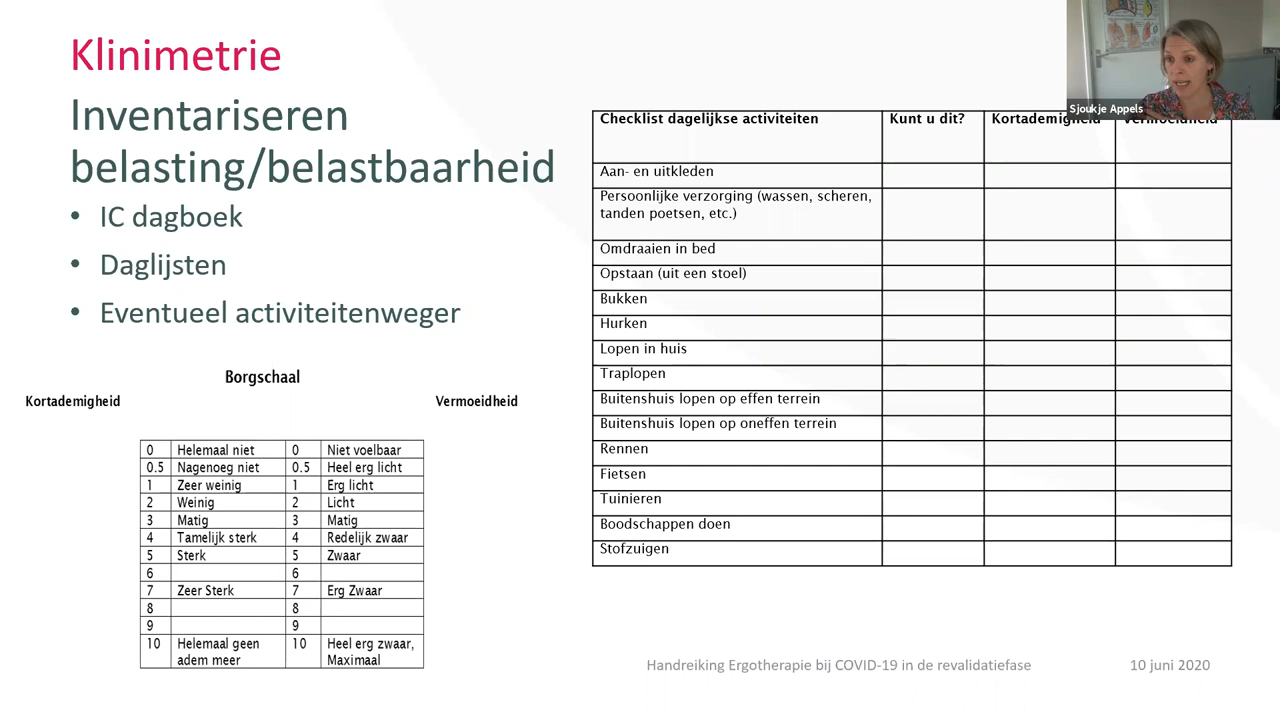 Klinimetrie
Inventariseren
belasting/belastbaarheid
• IC dagboek
• Daglijsten
• Eventueel activiteitenweger
Borgschaal
Kortademigheid Vermoeidheid
0 Helemaal niet 0 Niet voelbaar
0.5 Nagenoeg niet 0.5 Heel erg licht
1 Zeer weinig 1 Erg licht
2 Weinig 2 Licht
3 Matig 3 Matig
4 Tamelijk sterk 4 Redelijk zwaar
5 Sterk 5 Zwaar
6 6
7 Zeer Sterk 7 Erg Zwaar
8 8
9 9
10 Helemaal geen 10 Heel erg zwaar,
adem meer Maximaal
Sjoukje Appels
Checklist dagelijkse activiteiten Kunt u dit? Kortademigheid Vermoeidheid
Aan- en uitkleden
Persoonlijke verzorging (wassen, scheren,
tanden poetsen, etc.)
Omdraaien in bed
Opstaan (uit een stoel)
Bukken
Hurken
Lopen in huis
Traplopen
Buitenshuis lopen op effen terrein
Buitenshuis lopen op oneffen terrein
Rennen
Fietsen
Tuinieren
Boodschappen doen
Stofzuigen
Handreiking Ergotherapie bij COVID-19 in de revalidatiefase 10 juni 2020